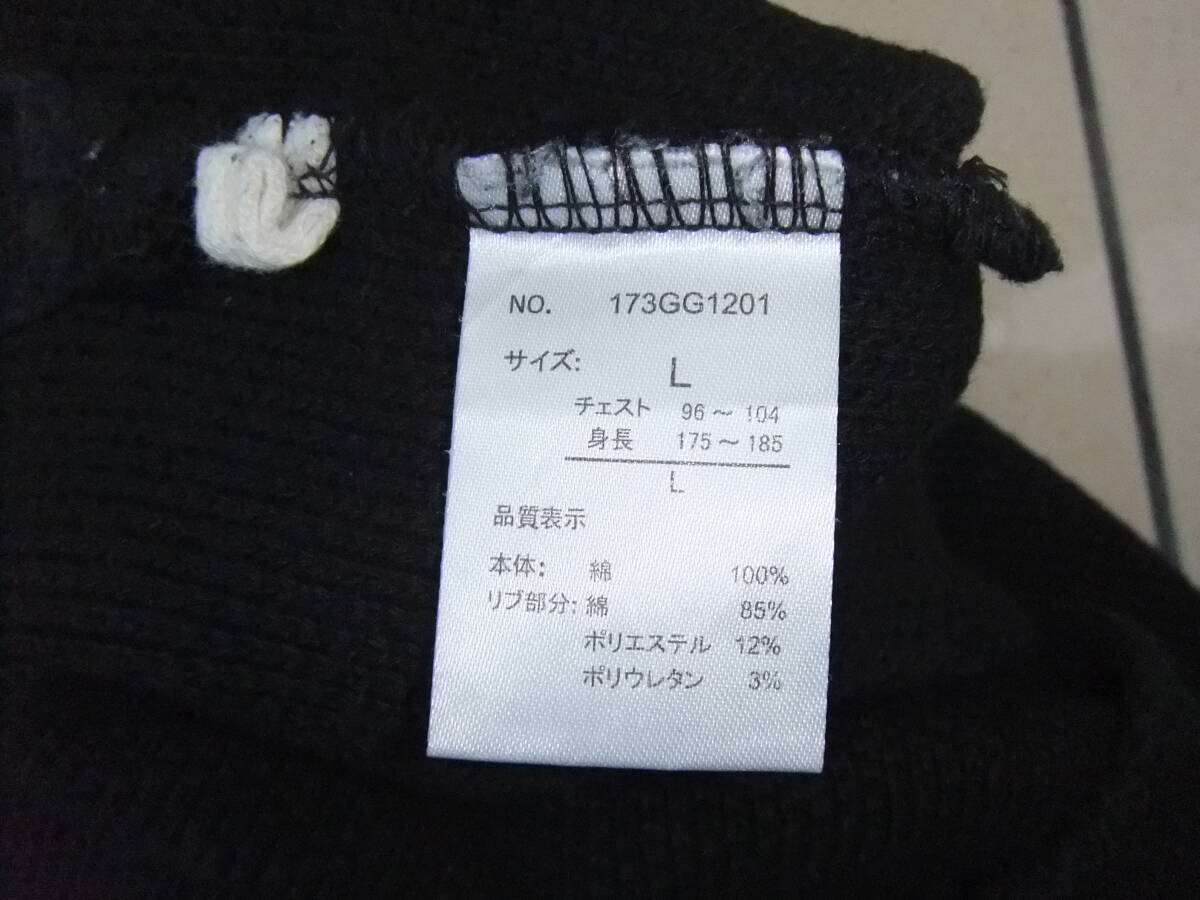 NO. 173GG1201
サイズ: L
チェスト 96～104
身長 175～185
L
品質表示
本体: 綿 100%
リブ部分: 綿 85%
ポリエステル 12%
ポリウレタン 3%